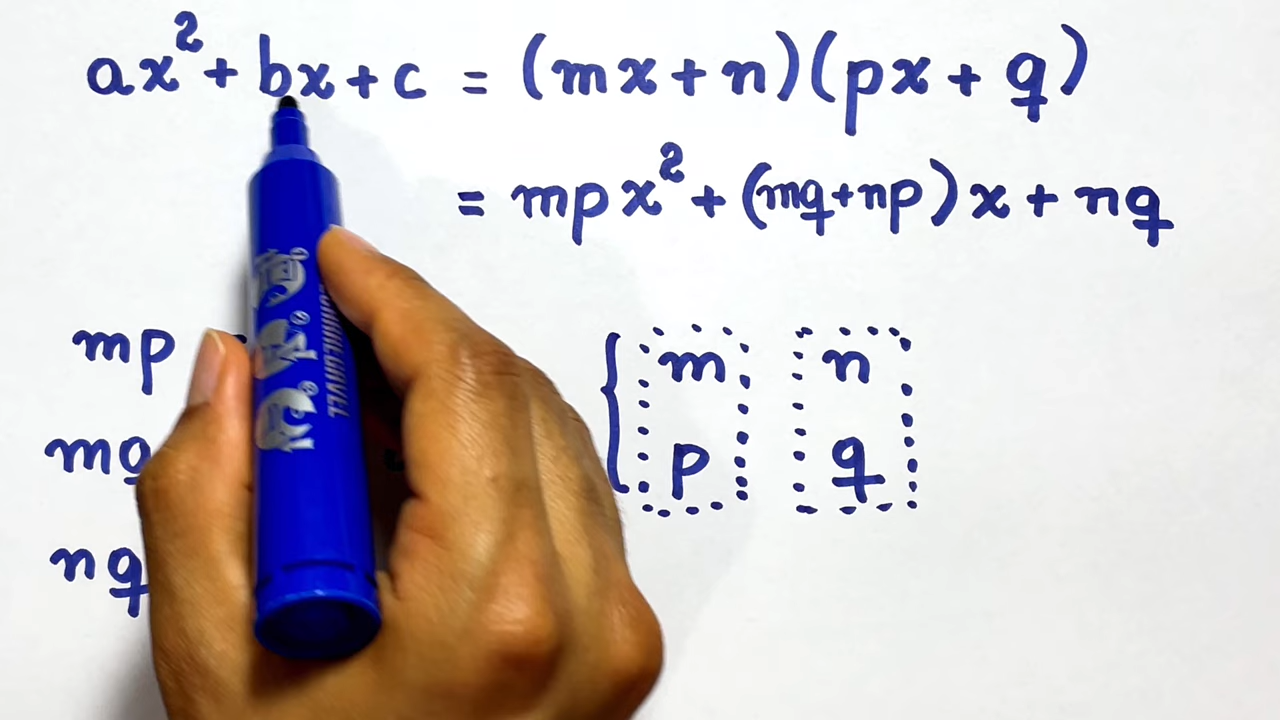 ax² + bx + c = (mx + n)(px + q)
= mpx² + (mq+np)x + nq
mp
m n
mq
p q
nq